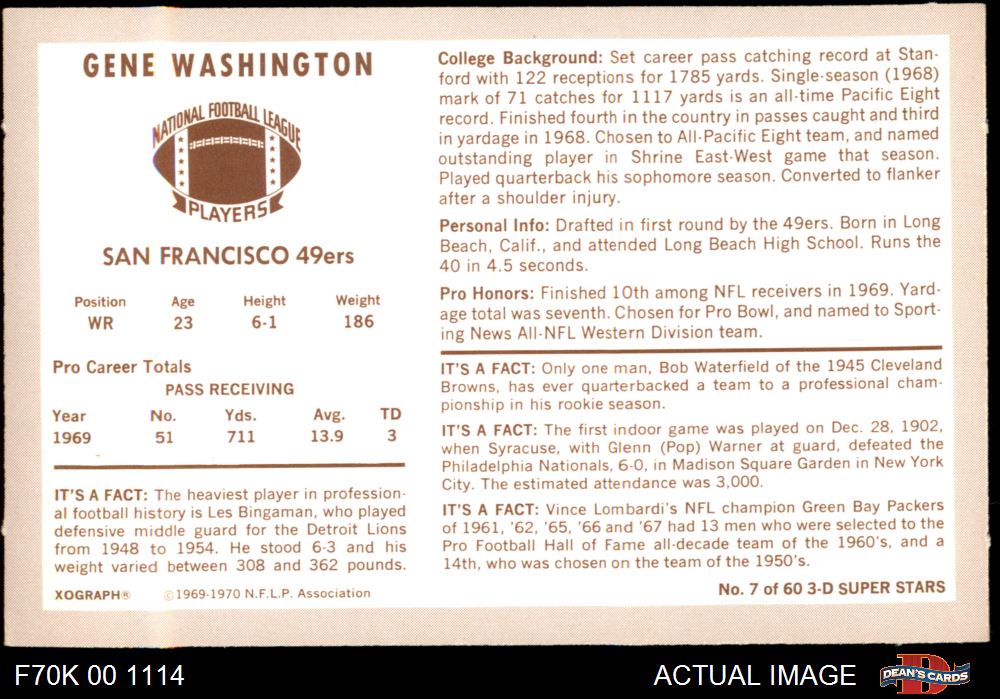 GENE WASHINGTON
NATIONAL FOOTBALL LEAGUE
PLAYERS
SAN FRANCISCO 49ers
Position Age Height Weight
WR 23 6-1 186
Pro Career Totals
PASS RECEIVING
Year No. Yds. Avg. TD
1969 51 711 13.9 3
IT'S A FACT: The heaviest player in profession-
al football history is Les Bingaman, who played
defensive middle guard for the Detroit Lions
from 1948 to 1954. He stood 6-3 and his
weight varied between 308 and 362 pounds.
XOGRAPH® ©1969-1970 N.F.L.P. Association
College Background: Set career pass catching record at Stan-
ford with 122 receptions for 1785 yards. Single-season (1968)
mark of 71 catches for 1117 yards is an all-time Pacific Eight
record. Finished fourth in the country in passes caught and third
in yardage in 1968. Chosen to All-Pacific Eight team, and named
outstanding player in Shrine East-West game that season.
Played quarterback his sophomore season. Converted to flanker
after a shoulder injury.
Personal Info: Drafted in first round by the 49ers. Born in Long
Beach, Calif., and attended Long Beach High School. Runs the
40 in 4.5 seconds.
Pro Honors: Finished 10th among NFL receivers in 1969. Yard-
age total was seventh. Chosen for Pro Bowl, and named to Sport-
ing News All-NFL Western Division team.
IT'S A FACT: Only one man, Bob Waterfield of the 1945 Cleveland
Browns, has ever quarterbacked a team to a professional cham-
pionship in his rookie season.
IT'S A FACT: The first indoor game was played on Dec. 28, 1902,
when Syracuse, with Glenn (Pop) Warner at guard, defeated the
Philadelphia Nationals, 6-0, in Madison Square Garden in New York
City. The estimated attendance was 3,000.
IT'S A FACT: Vince Lombardi's NFL champion Green Bay Packers
of 1961, '62, '65, '66 and '67 had 13 men who were selected to the
Pro Football Hall of Fame all-decade team of the 1960's, and a
14th, who was chosen on the team of the 1950's.
No. 7 of 60 3-D SUPER STARS
F70K 00 1114
ACTUAL IMAGE
D
DEAN'S CARDS